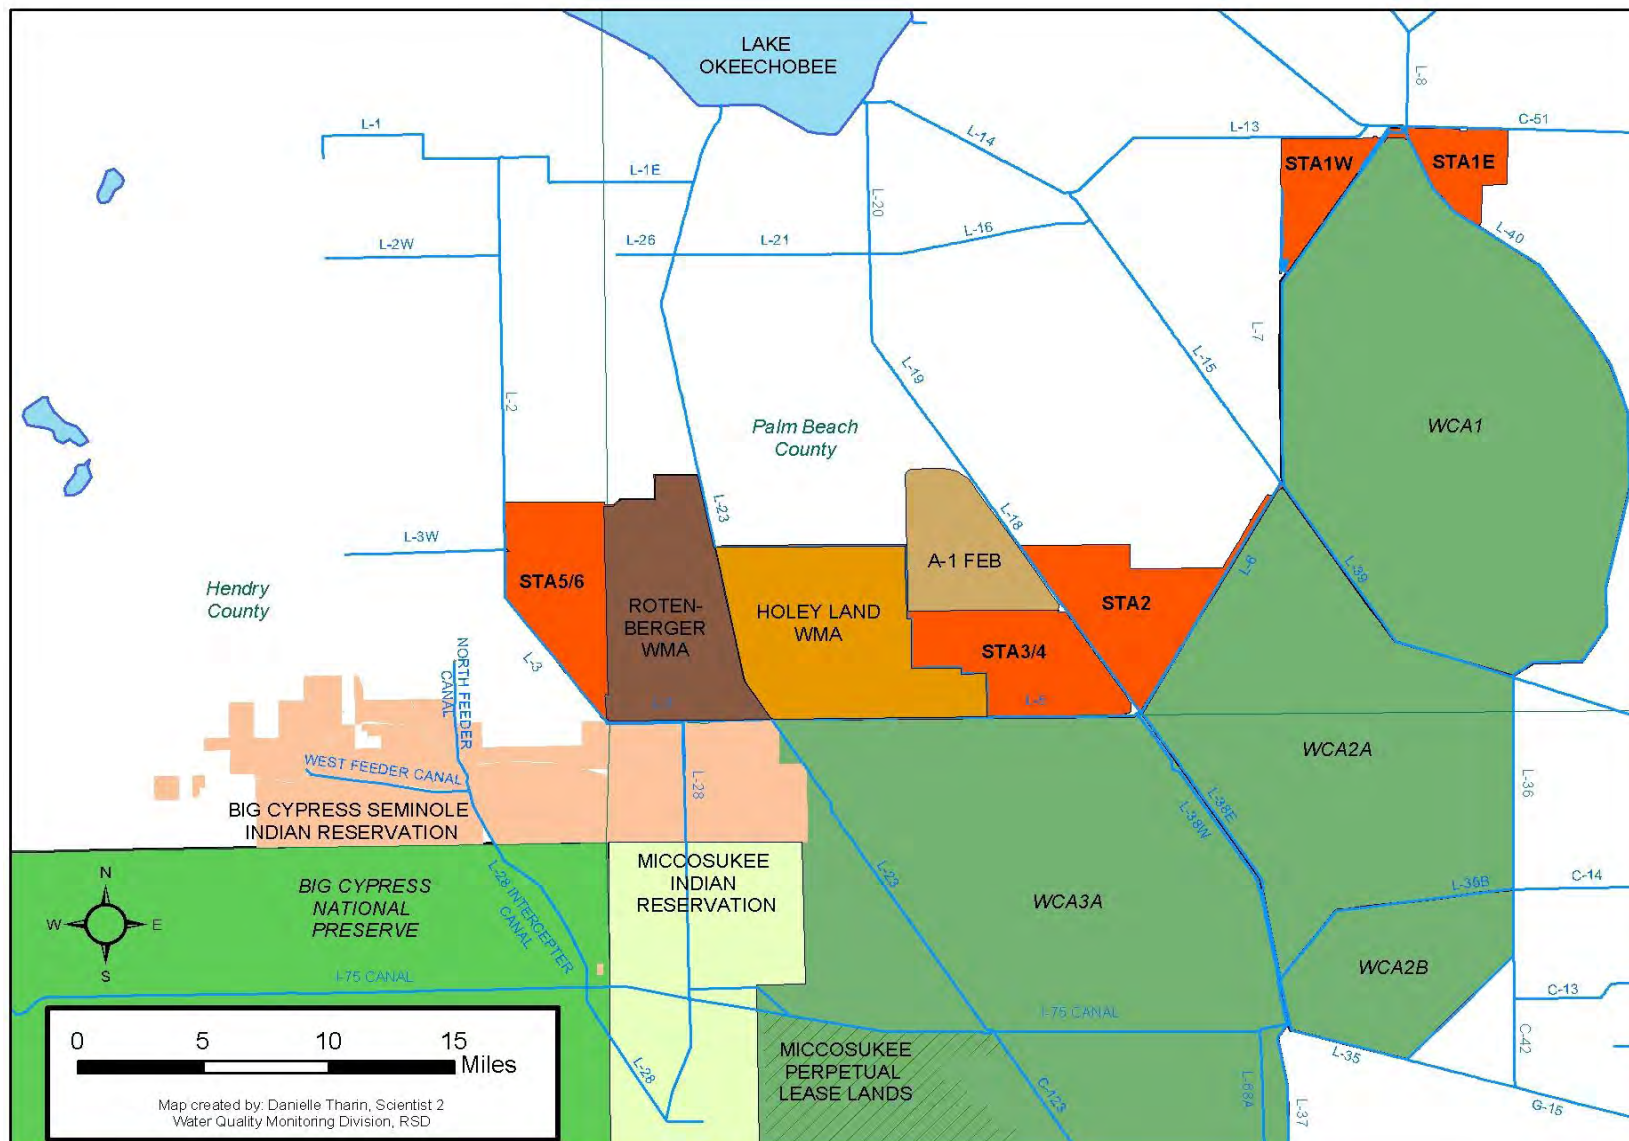 LAKE
OKEECHOBEE
L-8
C-51
L-1
L-13
L-14
STA1W
STA1E
L-1E
L-20
L-2W
L-26
L-21
L-16
L-40
L-7
L-19
L-15
L-2
Palm Beach
County
WCA1
L-23
L-18
L-3W
A-1 FEB
L-6
L-39
Hendry
County
STA5/6
ROTEN-
BERGER
WMA
HOLEY LAND
WMA
STA2
STA3/4
L-3
NORTH FEEDER
CANAL
L-4
L-5
WCA2A
WEST FEEDER CANAL
L-28
L-36
L-38E
L-38W
BIG CYPRESS SEMINOLE
INDIAN RESERVATION
MICCOSUKEE
INDIAN
RESERVATION
L-23
L-35B
C-14
N
W
E
S
BIG CYPRESS
NATIONAL
PRESERVE
L-28 INTERCEPTER
CANAL
WCA3A
WCA2B
I-75 CANAL
C-13
I-75 CANAL
0 5 10 15
Miles
MICCOSUKEE
PERPETUAL
LEASE LANDS
L-28
C-123
L-68A
L-37
L-35
C-42
G-15
Map created by: Danielle Tharin, Scientist 2
Water Quality Monitoring Division, RSD